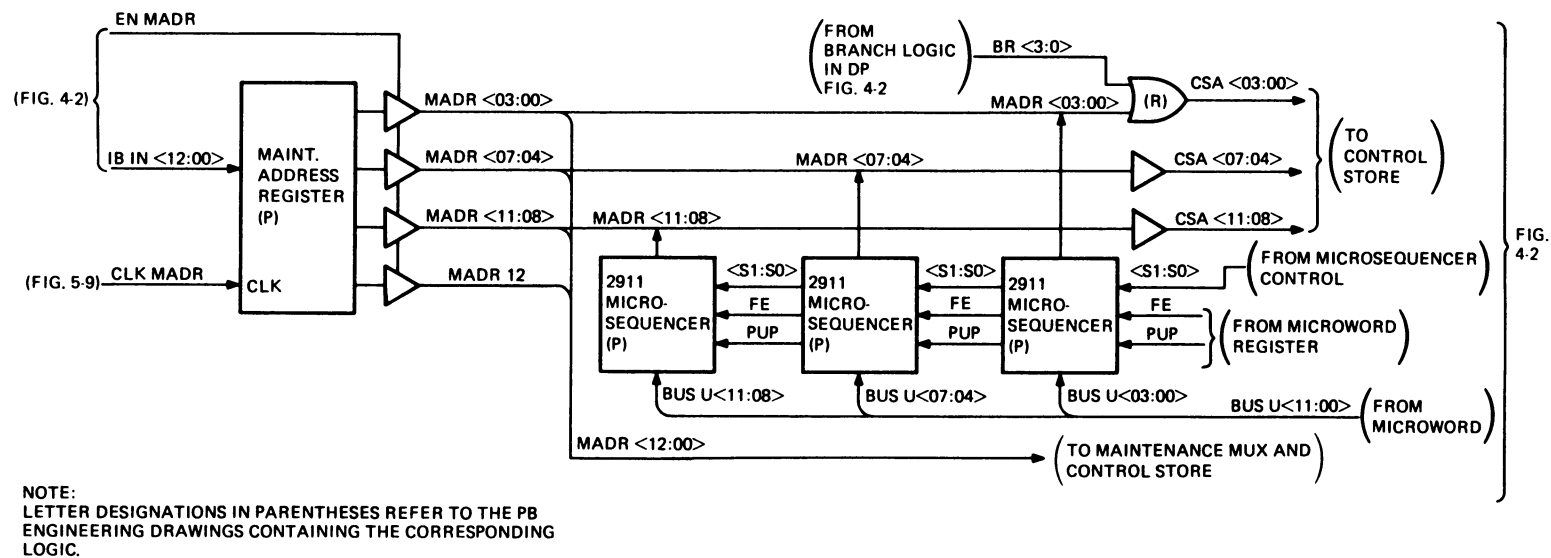 EN MADR
(FIG. 4-2)
IB IN <12:00>
(FIG. 5-9)
CLK MADR
MAINT.
ADDRESS
REGISTER
(P)
CLK
MADR <03:00>
MADR <07:04>
MADR <11:08>
MADR 12
FROM
BRANCH LOGIC
IN DP
FIG. 4-2
BR <3:0>
MADR <03:00>
(R)
CSA <03:00>
MADR <07:04>
CSA <07:04>
MADR <11:08>
CSA <11:08>
TO
CONTROL
STORE
2911
MICRO-
SEQUENCER
(P)
<S1:S0>
FE
PUP
2911
MICRO-
SEQUENCER
(P)
<S1:S0>
FE
PUP
2911
MICRO-
SEQUENCER
(P)
<S1:S0>
FE
PUP
FROM MICROSEQUENCER
CONTROL
FROM MICROWORD
REGISTER
FIG.
4-2
BUS U<11:08>
BUS U<07:04>
BUS U<03:00>
BUS U<11:00>
FROM
MICROWORD
MADR <12:00>
TO MAINTENANCE MUX AND
CONTROL STORE
NOTE:
LETTER DESIGNATIONS IN PARENTHESES REFER TO THE PB
ENGINEERING DRAWINGS CONTAINING THE CORRESPONDING
LOGIC.